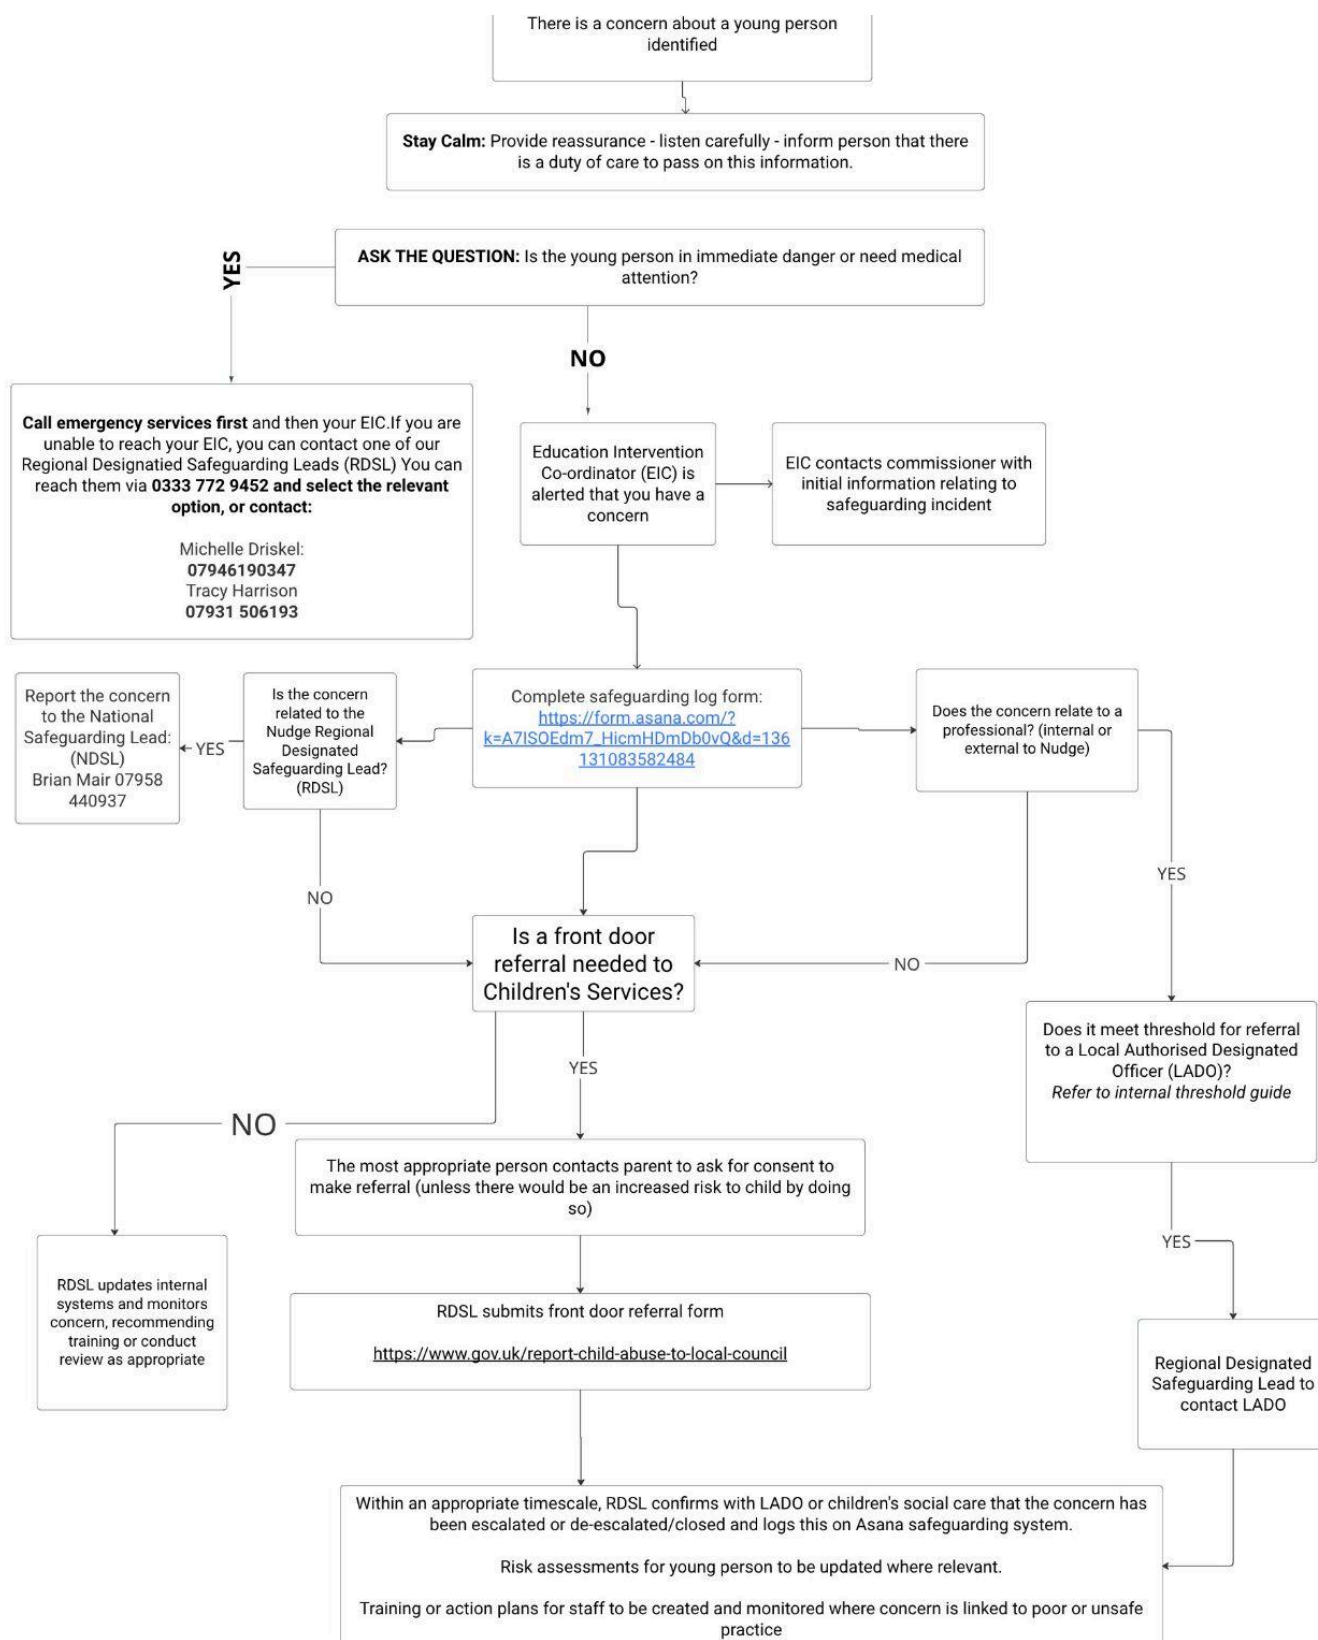 There is a concern about a young person
identified
Stay Calm: Provide reassurance - listen carefully - inform person that there
is a duty of care to pass on this information.
YES
ASK THE QUESTION: Is the young person in immediate danger or need medical
attention?
NO
Call emergency services first and then your EIC.If you are
unable to reach your EIC, you can contact one of our
Regional Designatied Safeguarding Leads (RDSL) You can
reach them via 0333 772 9452 and select the relevant
option, or contact:
Michelle Driskel:
07946190347
Tracy Harrison
07931 506193
Education Intervention
Co-ordinator (EIC) is
alerted that you have a
concern
EIC contacts commissioner with
initial information relating to
safeguarding incident
Report the concern
to the National
Safeguarding Lead:
(NDSL)
Brian Mair 07958
440937
YES
Is the concern
related to the
Nudge Regional
Designated
Safeguarding Lead?
(RDSL)
Complete safeguarding log form:
https://form.asana.com/?
k=A7ISOEdm7_HicmHDmDb0vQ&d=136
131083582484
Does the concern relate to a
professional? (internal or
external to Nudge)
NO
YES
Is a front door
referral needed to
Children's Services?
NO
Does it meet threshold for referral
to a Local Authorised Designated
Officer (LADO)?
Refer to internal threshold guide
YES
NO
The most appropriate person contacts parent to ask for consent to
make referral (unless there would be an increased risk to child by doing
so)
YES
RDSL updates internal
systems and monitors
concern, recommending
training or conduct
review as appropriate
RDSL submits front door referral form
https://www.gov.uk/report-child-abuse-to-local-council
Regional Designated
Safeguarding Lead to
contact LADO
Within an appropriate timescale, RDSL confirms with LADO or children's social care that the concern has
been escalated or de-escalated/closed and logs this on Asana safeguarding system.
Risk assessments for young person to be updated where relevant.
Training or action plans for staff to be created and monitored where concern is linked to poor or unsafe
practice